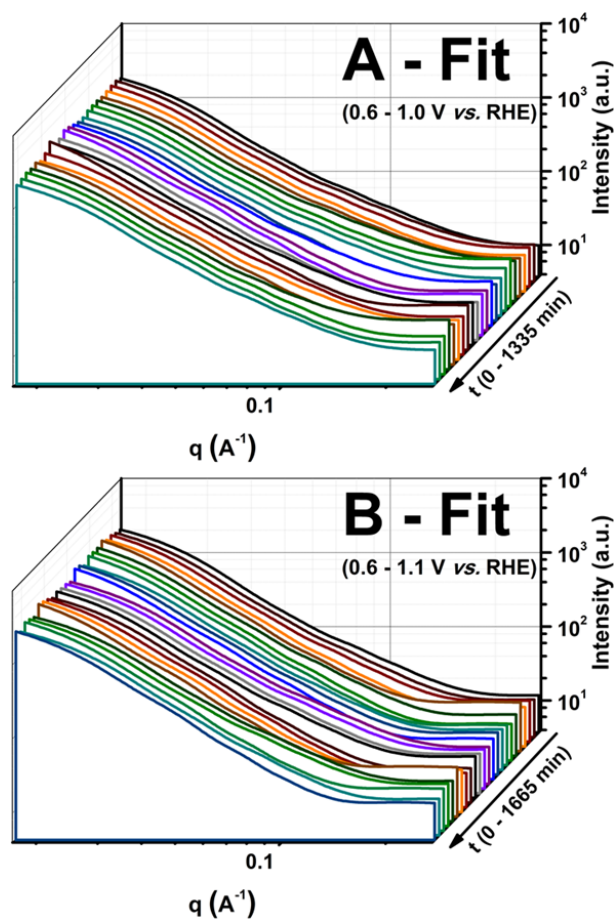 A - Fit
(0.6 - 1.0 V vs. RHE)
10⁴
10³
10²
10¹
Intensity (a.u.)
t (0 - 1335 min)
0.1
q (A⁻¹)
B - Fit
(0.6 - 1.1 V vs. RHE)
10⁴
10³
10²
10¹
Intensity (a.u.)
t (0 - 1665 min)
0.1
q (A⁻¹)